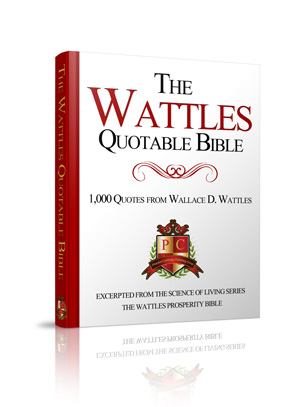 THE WATTLES QUOTABLE BIBLE
THE
WATTLES
QUOTABLE BIBLE
1,000 QUOTES FROM WALLACE D. WATTLES
P C
EXCERPTED FROM THE SCIENCE OF LIVING SERIES
THE WATTLES PROSPERITY BIBLE